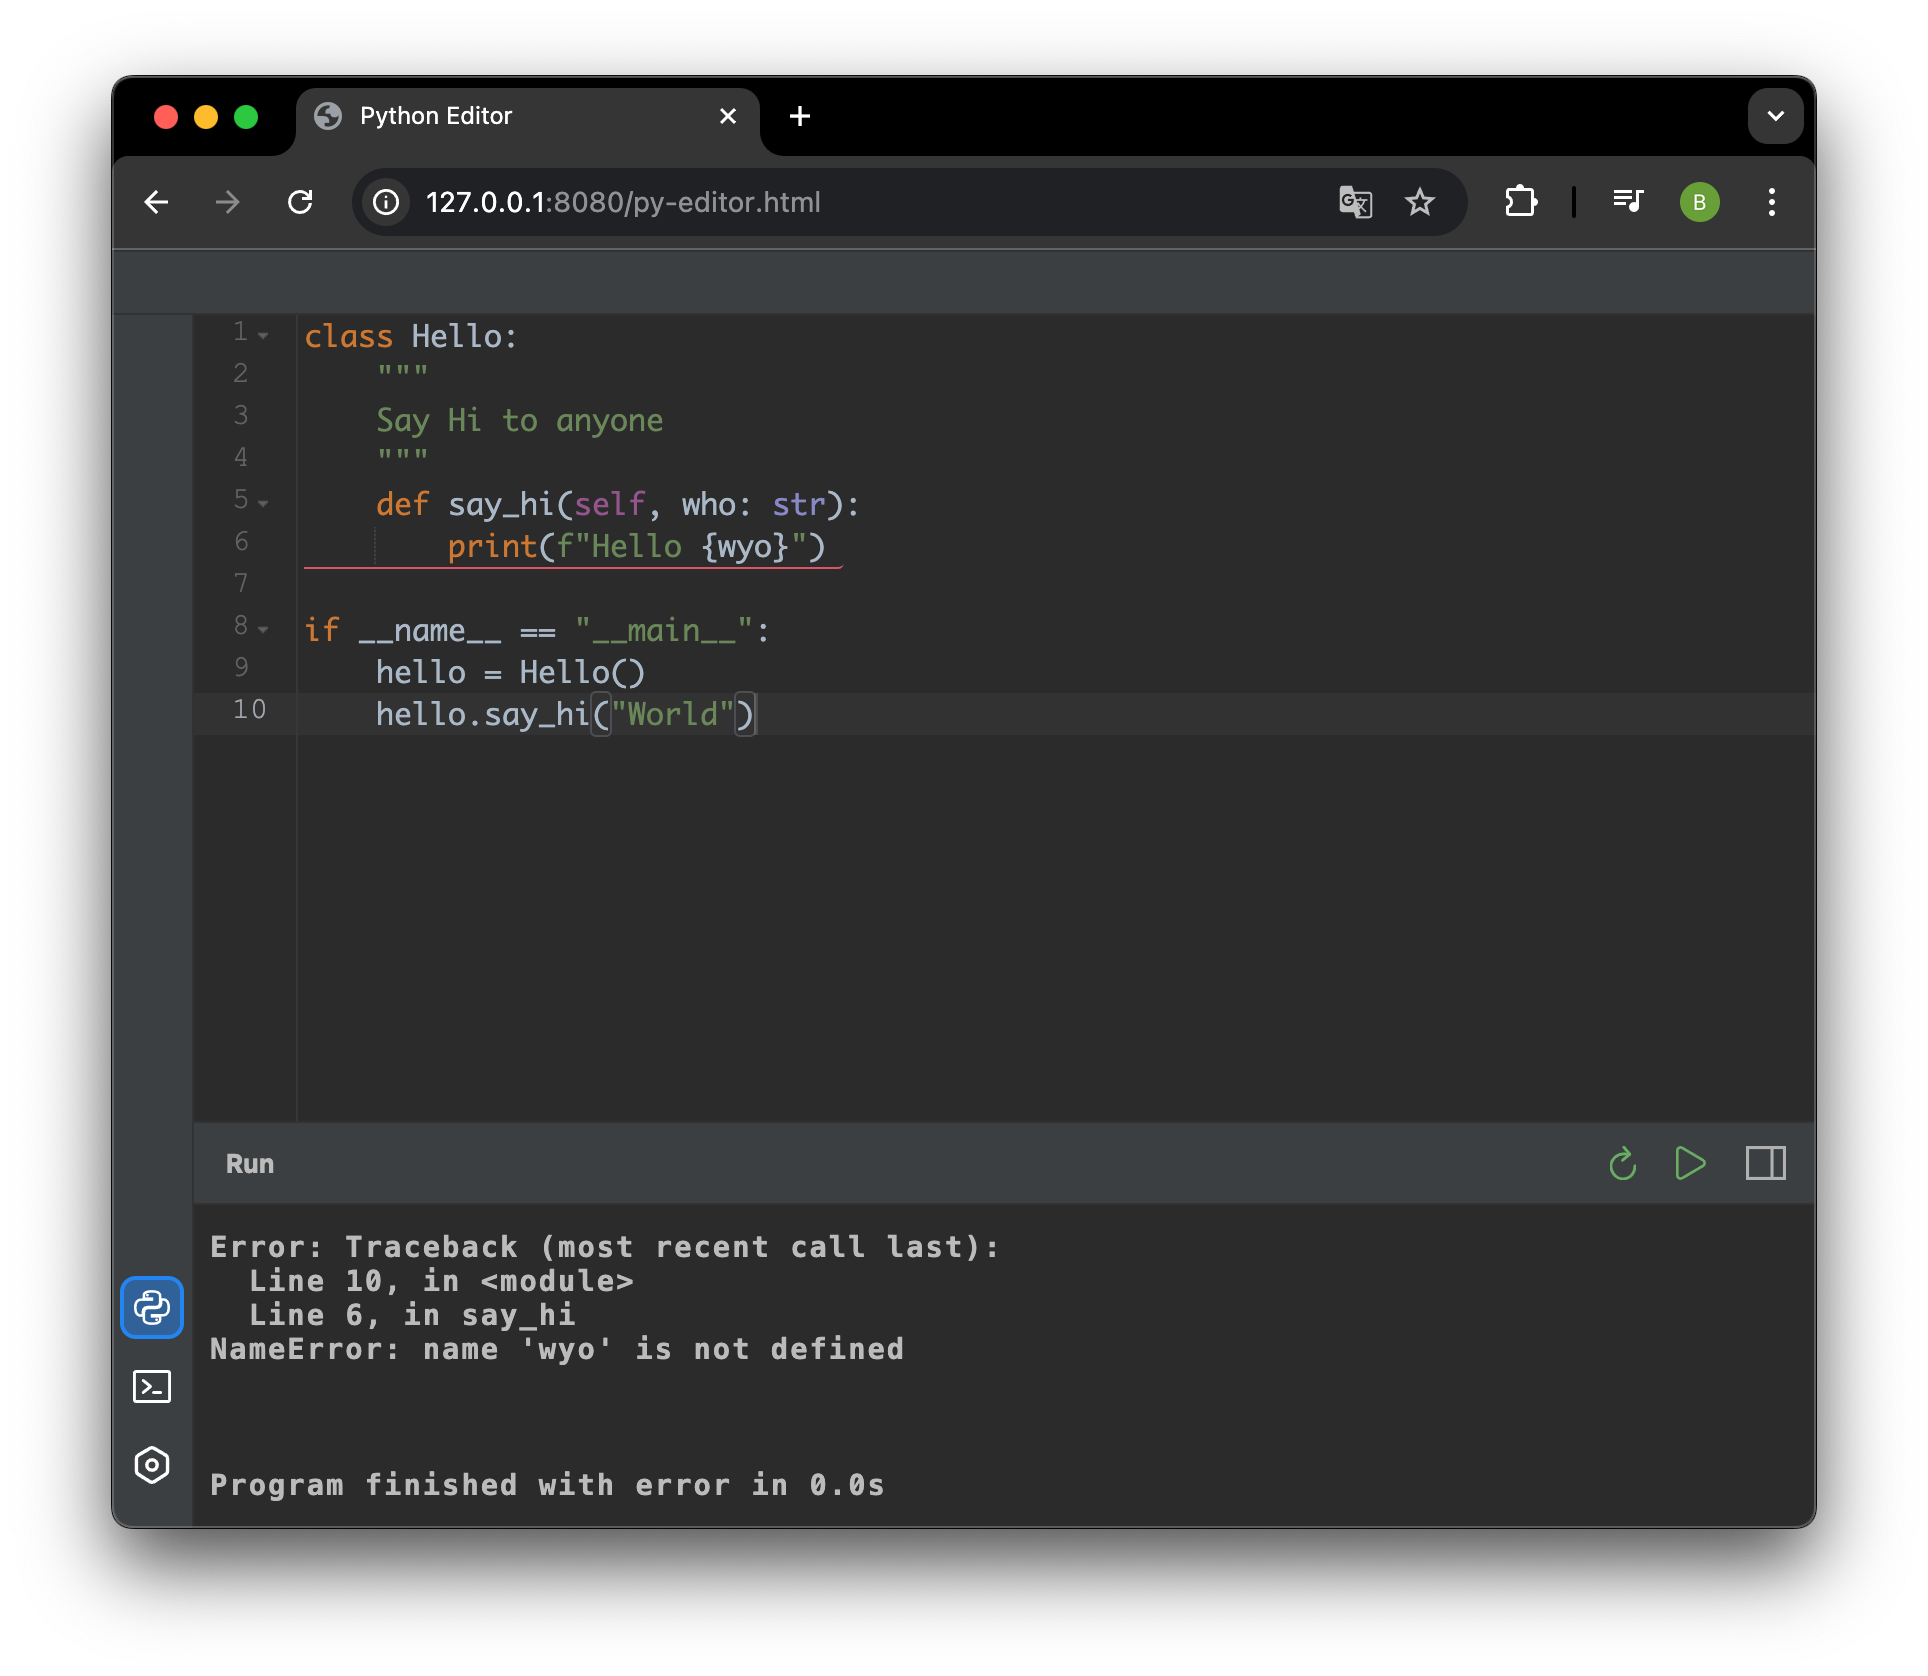 Python Editor
127.0.0.1:8080/py-editor.html
B
1 class Hello:
2     """
3     Say Hi to anyone
4     """
5     def say_hi(self, who: str):
6         print(f"Hello {wyo}")
7
8 if __name__ == "__main__":
9     hello = Hello()
10     hello.say_hi("World")
Run
Error: Traceback (most recent call last):
  Line 10, in <module>
  Line 6, in say_hi
NameError: name 'wyo' is not defined
Program finished with error in 0.0s